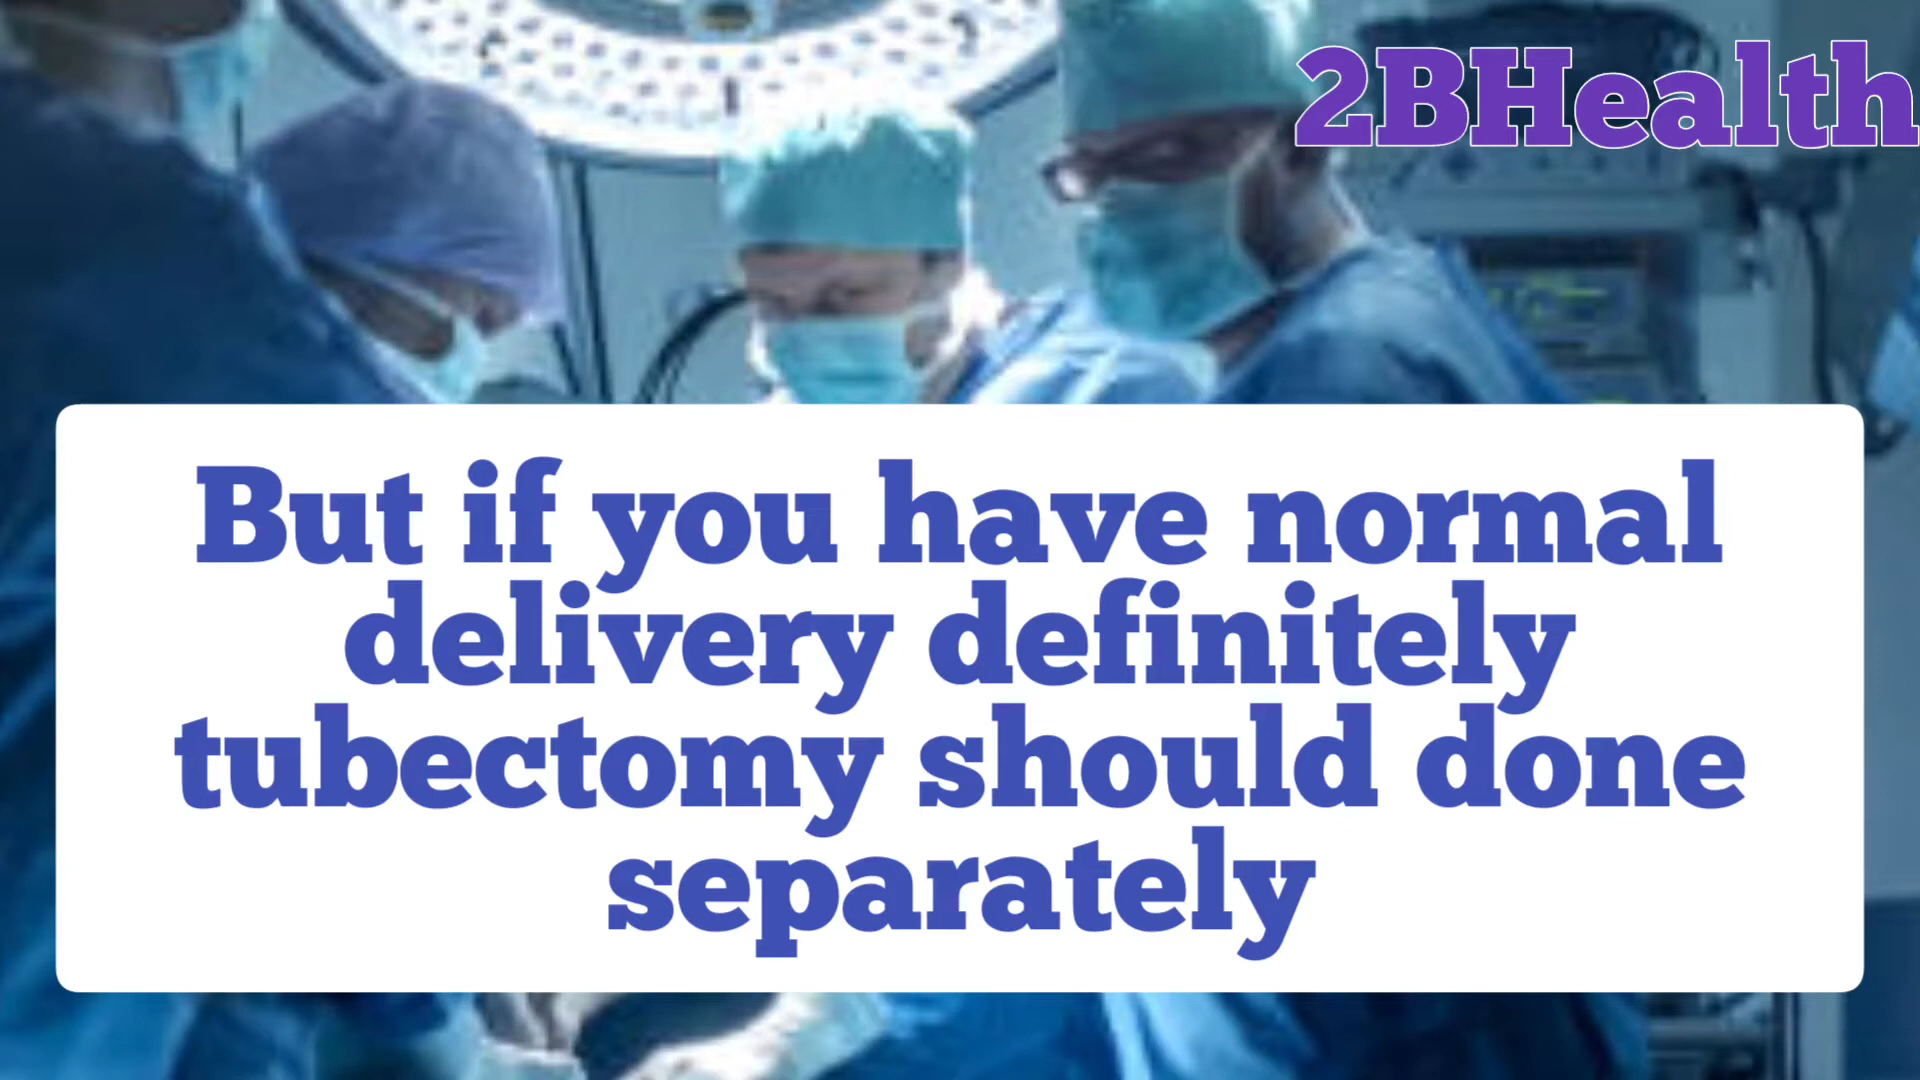 2BHealth
But if you have normal
delivery definitely
tubectomy should done
separately